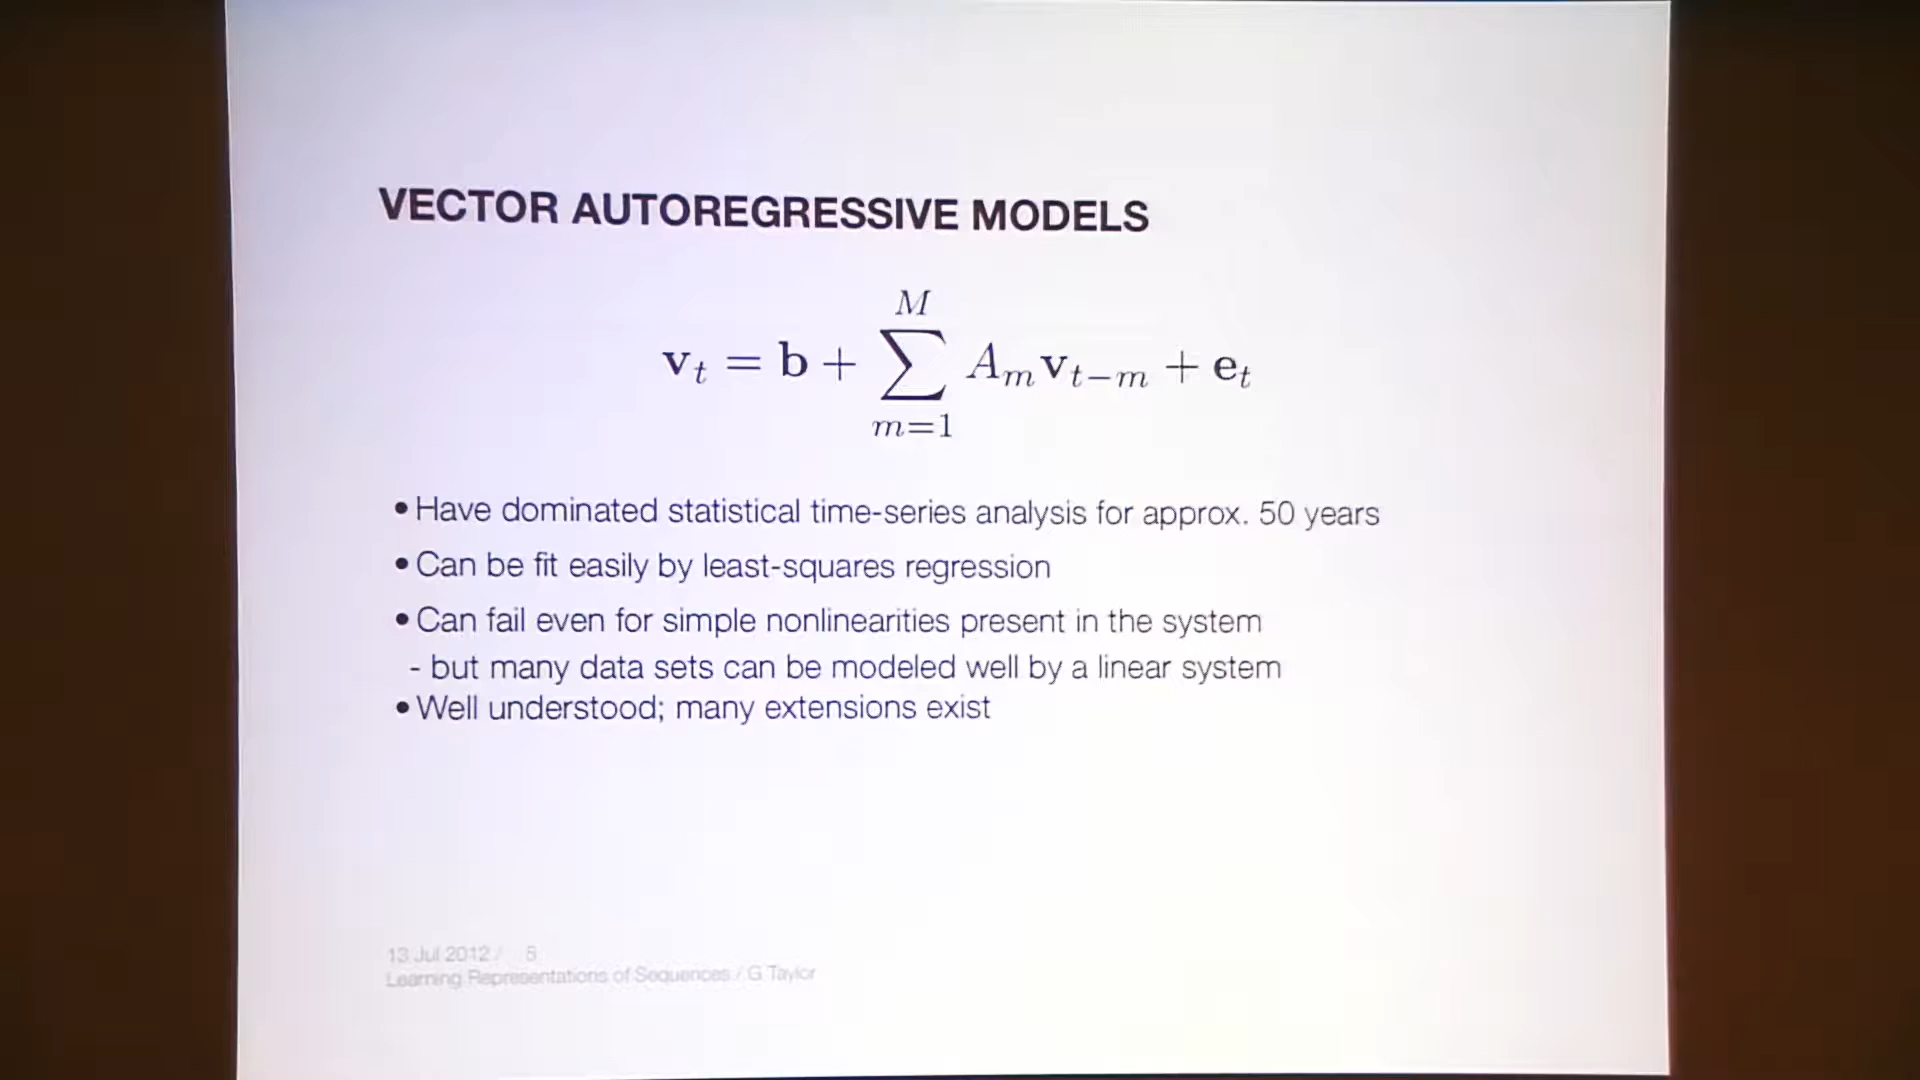 VECTOR AUTOREGRESSIVE MODELS
M
v_t = b + ∑ A_m v_{t−m} + e_t
m=1
• Have dominated statistical time-series analysis for approx. 50 years
• Can be fit easily by least-squares regression
• Can fail even for simple nonlinearities present in the system
- but many data sets can be modeled well by a linear system
• Well understood; many extensions exist
13 Jul 2012 /
Learning Representations of Sequences / G Taylor